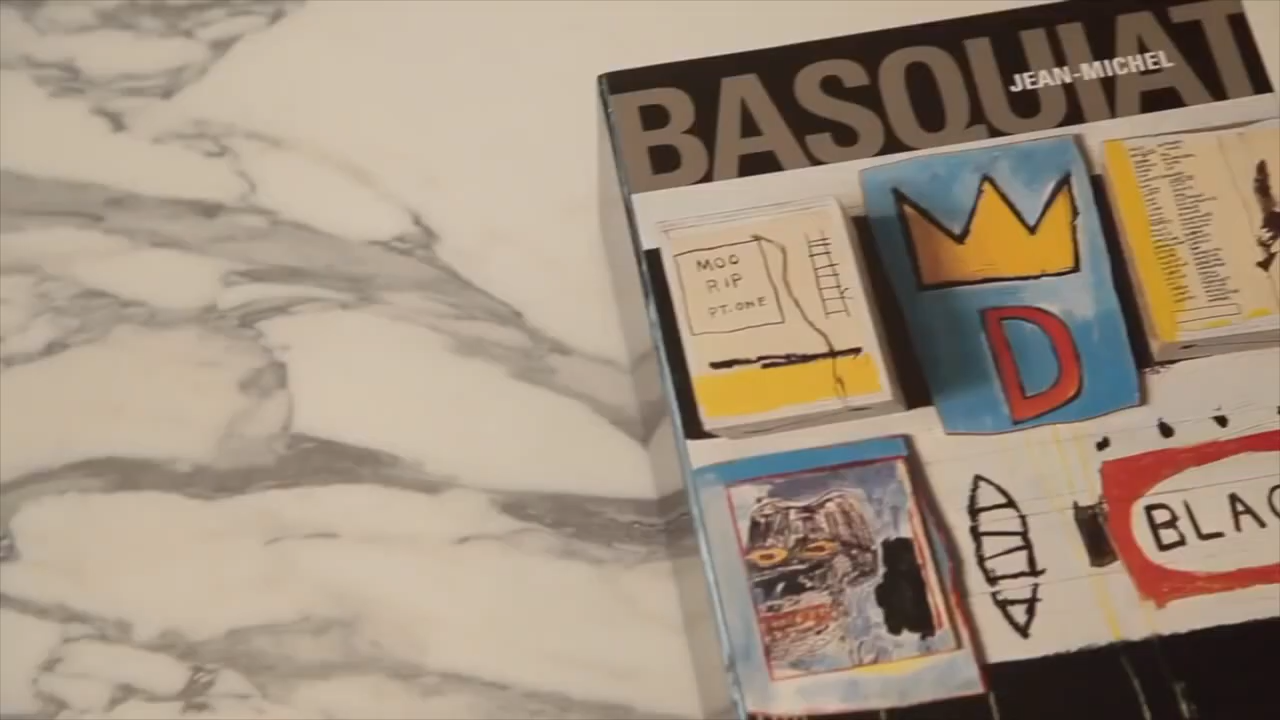 BASQUIAT
JEAN-MICHEL
MOO
RIP
PT. ONE
D
BLAC